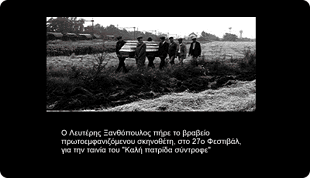 Ο Λευτέρης Ξανθόπουλος πήρε το βραβείο
πρωτοεμφανιζόμενου σκηνοθέτη, στο 27ο Φεστιβάλ,
για την ταινία του "Καλή πατρίδα σύντροφε"